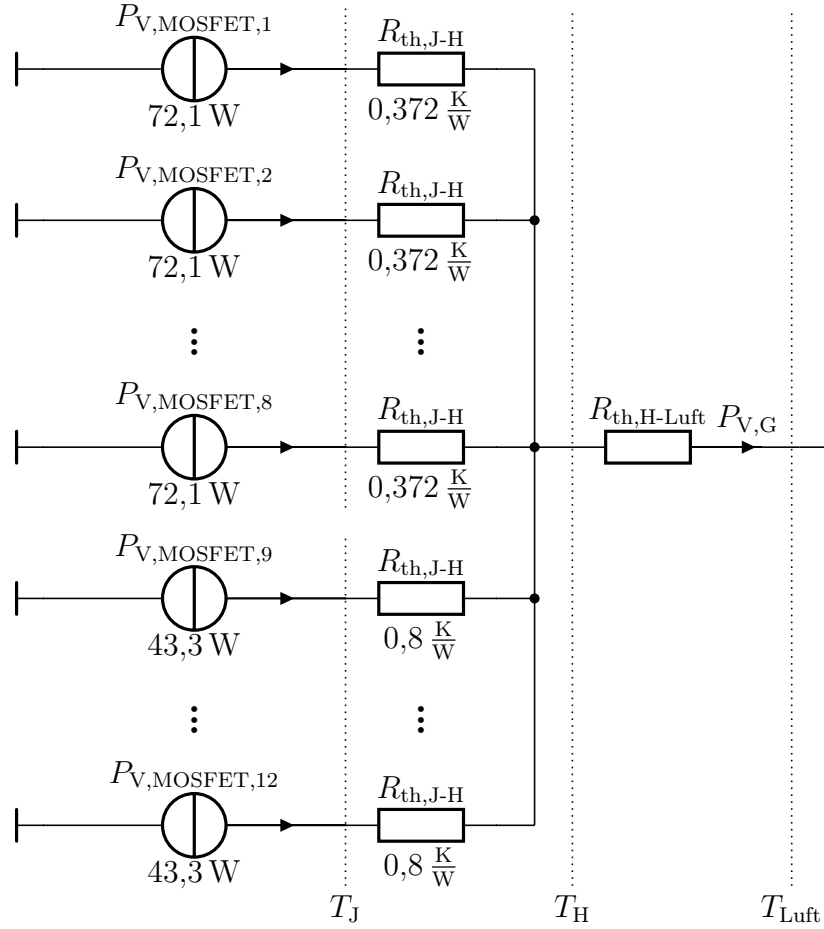 P_V,MOSFET,1 R_th,J-H
72,1 W 0,372 K/W
P_V,MOSFET,2 R_th,J-H
72,1 W 0,372 K/W
P_V,MOSFET,8 R_th,J-H R_th,H-Luft P_V,G
72,1 W 0,372 K/W
P_V,MOSFET,9 R_th,J-H
43,3 W 0,8 K/W
P_V,MOSFET,12 R_th,J-H
43,3 W 0,8 K/W
T_J T_H T_Luft